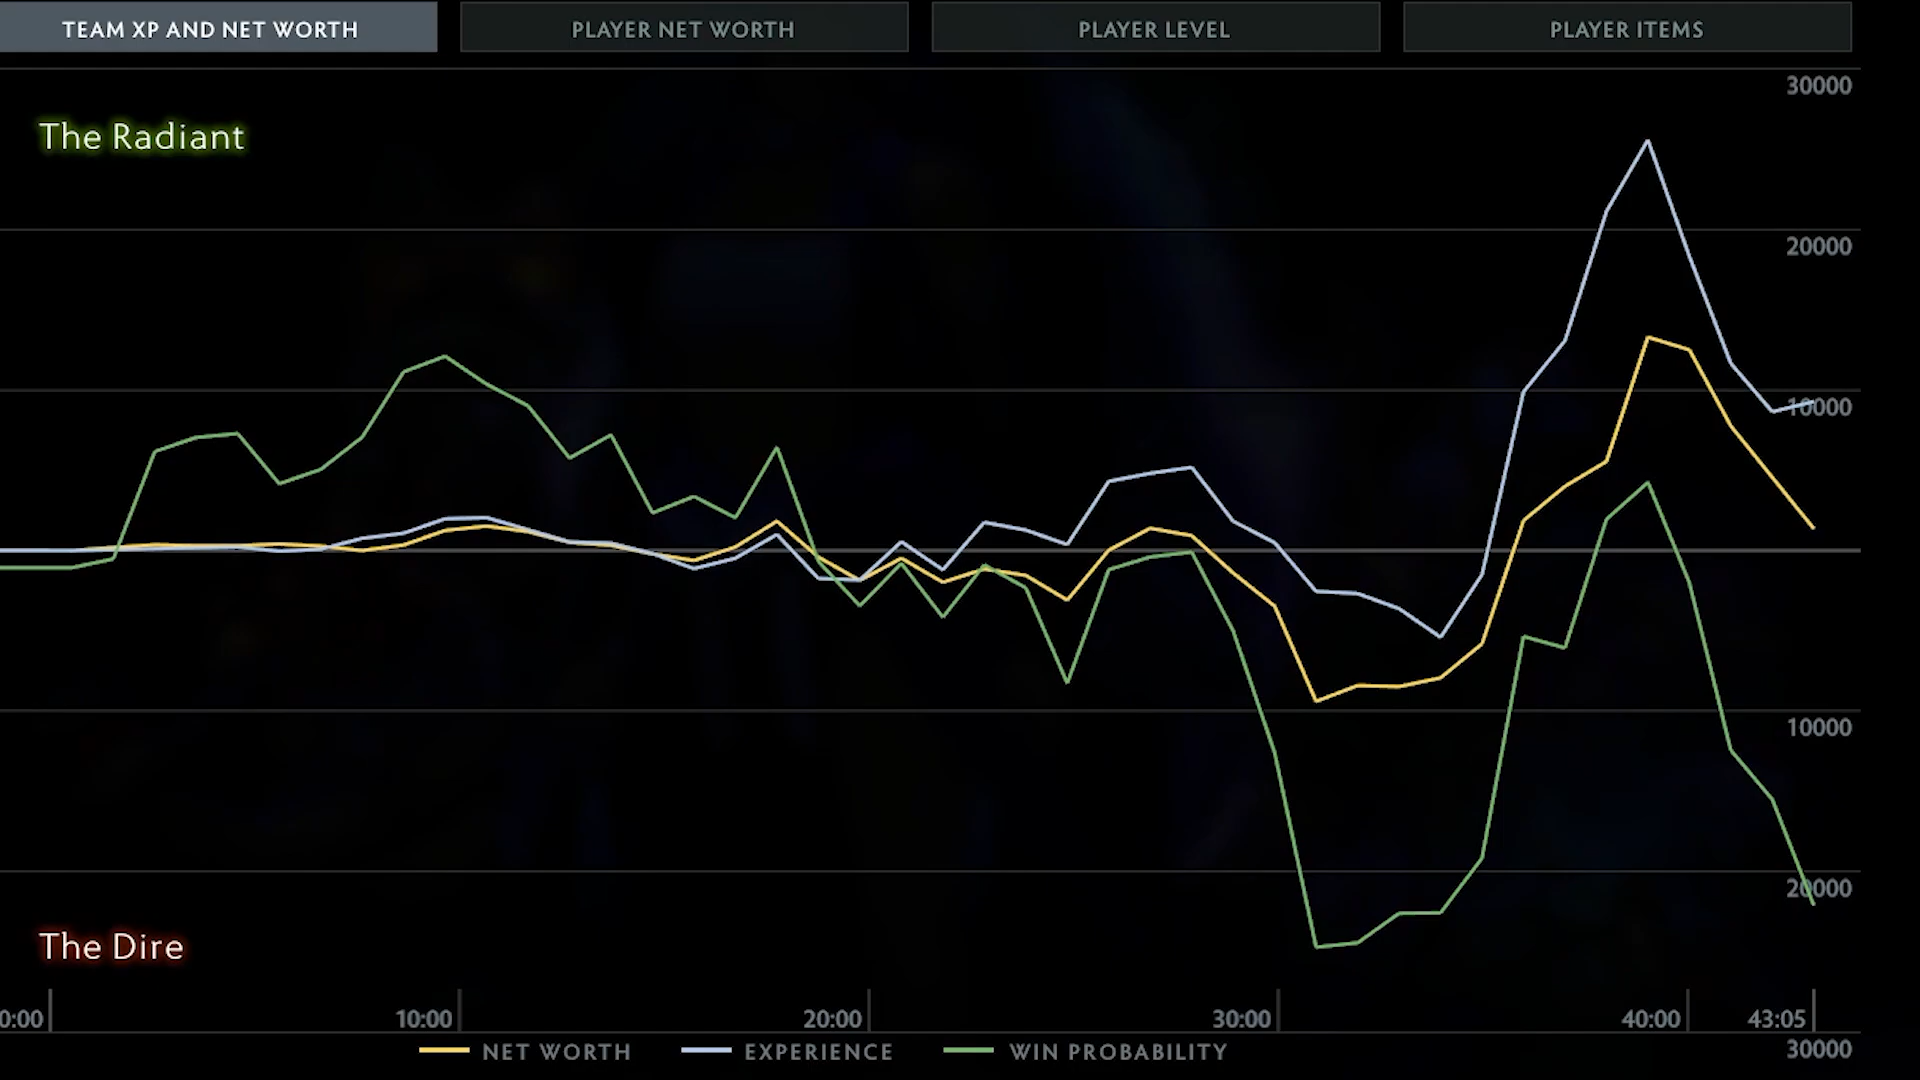 TEAM XP AND NET WORTH
PLAYER NET WORTH
PLAYER LEVEL
PLAYER ITEMS
30000
The Radiant
20000
10000
10000
20000
The Dire
0:00
10:00
20:00
30:00
40:00
43:05
NET WORTH
EXPERIENCE
WIN PROBABILITY
30000